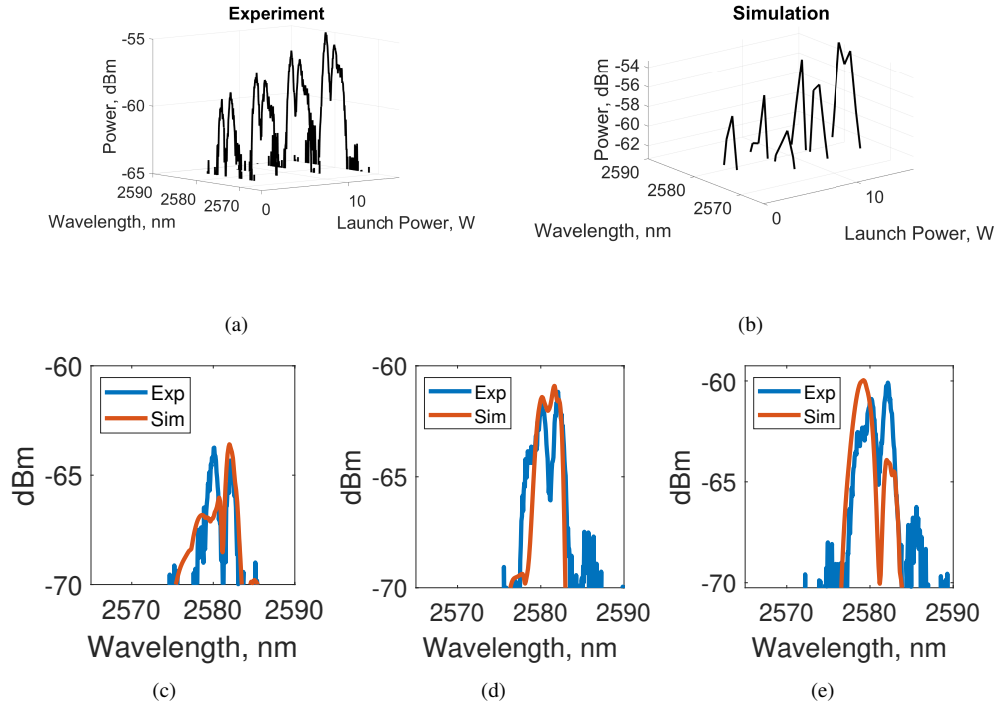 Experiment
-55
-60
-65
Power, dBm
2590
2580
2570
0
10
Wavelength, nm
Launch Power, W
(a)
Simulation
-54
-56
-58
-60
-62
Power, dBm
2590
2580
2570
0
10
Wavelength, nm
Launch Power, W
(b)
-60
-65
-70
dBm
Exp
Sim
2570 2580 2590
Wavelength, nm
(c)
-60
-65
-70
dBm
Exp
Sim
2570 2580 2590
Wavelength, nm
(d)
-60
-65
-70
dBm
Exp
Sim
2570 2580 2590
Wavelength, nm
(e)